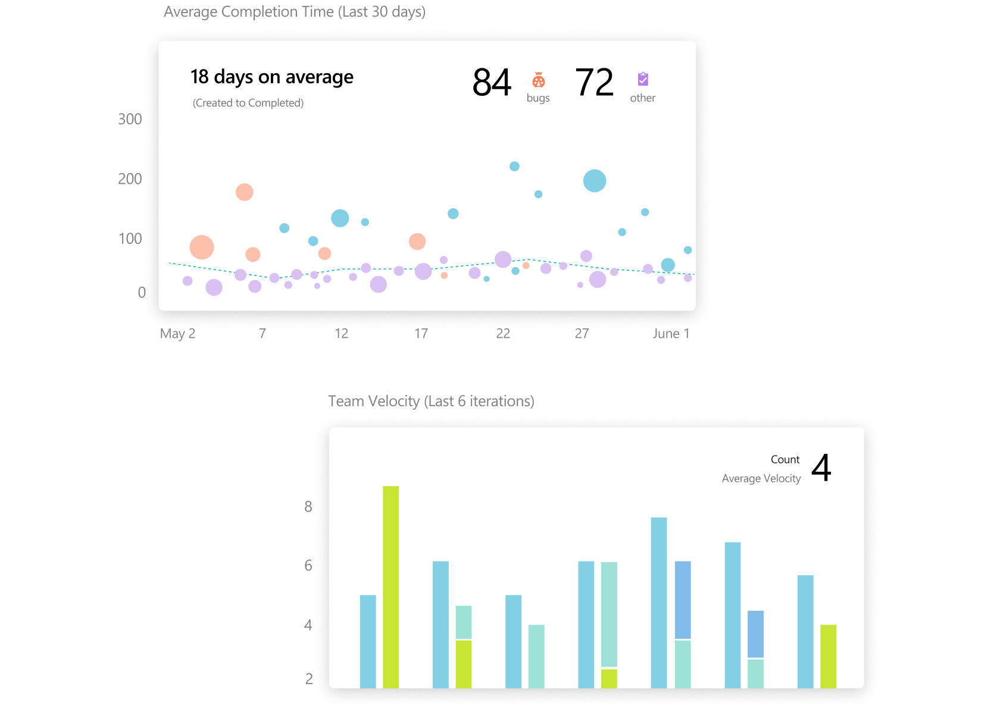 Average Completion Time (Last 30 days)
18 days on average
(Created to Completed)
84 bugs
72 other
300
200
100
0
May 2 7 12 17 22 27 June 1
Team Velocity (Last 6 iterations)
Count
Average Velocity
4
8
6
4
2